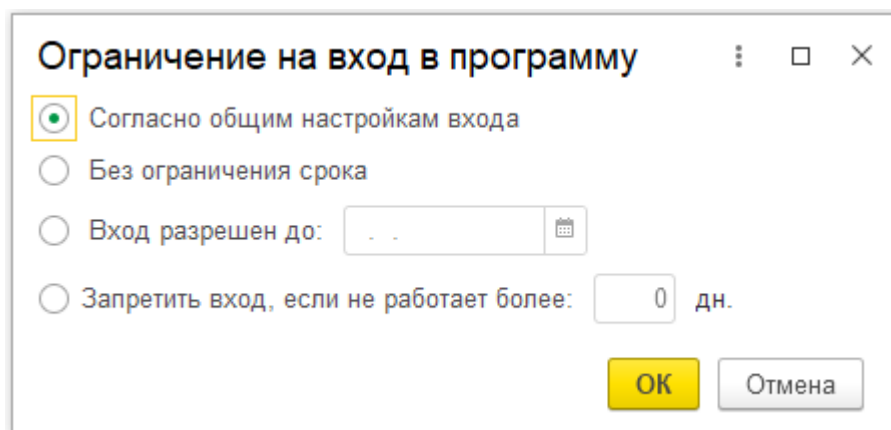 Ограничение на вход в программу
Согласно общим настройкам входа
Без ограничения срока
Вход разрешен до: . .
Запретить вход, если не работает более: 0 дн.
ОК Отмена